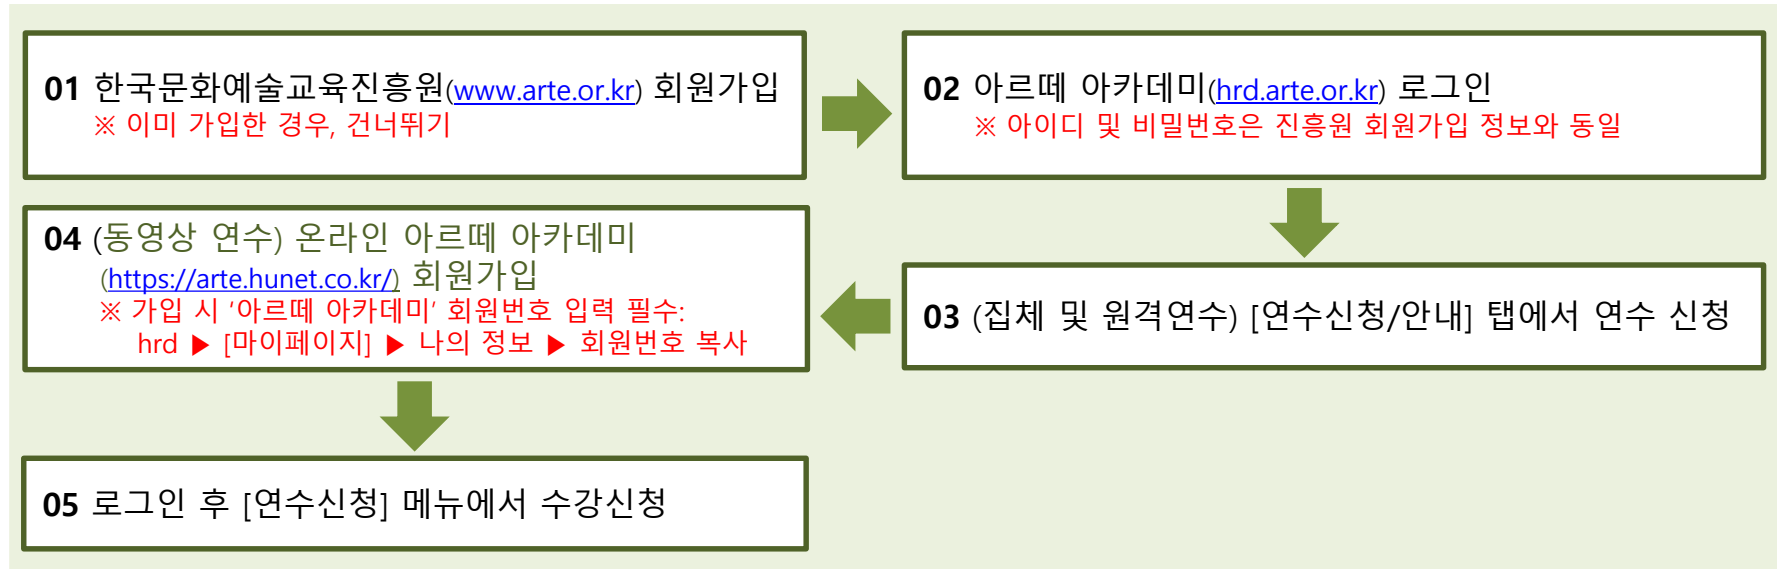 01 한국문화예술교육진흥원(www.arte.or.kr) 회원가입
※ 이미 가입한 경우, 건너뛰기
02 아르떼 아카데미(hrd.arte.or.kr) 로그인
※ 아이디 및 비밀번호은 진흥원 회원가입 정보와 동일
03 (집체 및 원격연수) [연수신청/안내] 탭에서 연수 신청
04 (동영상 연수) 온라인 아르떼 아카데미
(https://arte.hunet.co.kr/) 회원가입
※ 가입 시 ‘아르떼 아카데미’ 회원번호 입력 필수:
hrd ▶ [마이페이지] ▶ 나의 정보 ▶ 회원번호 복사
05 로그인 후 [연수신청] 메뉴에서 수강신청